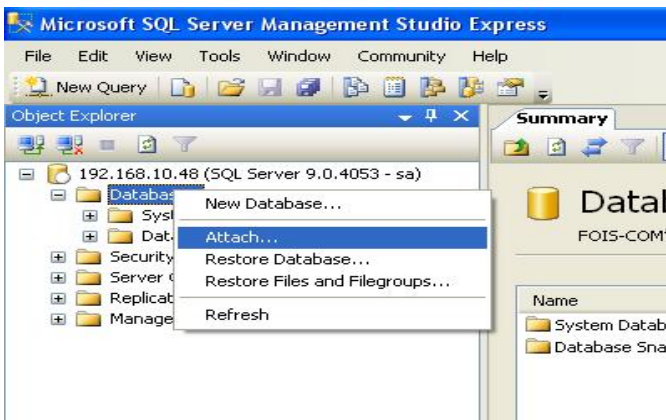 Microsoft SQL Server Management Studio Express
File Edit View Tools Window Community Help
New Query
Object Explorer
Summary
192.168.10.48 (SQL Server 9.0.4053 - sa)
Databas
New Database...
Databa
Syst
FOIS-COM
Attach...
Data
Restore Database...
Security
Restore Files and Filegroups...
Server
Replicat
Name
Refresh
Manage
System Datab
Database Sna